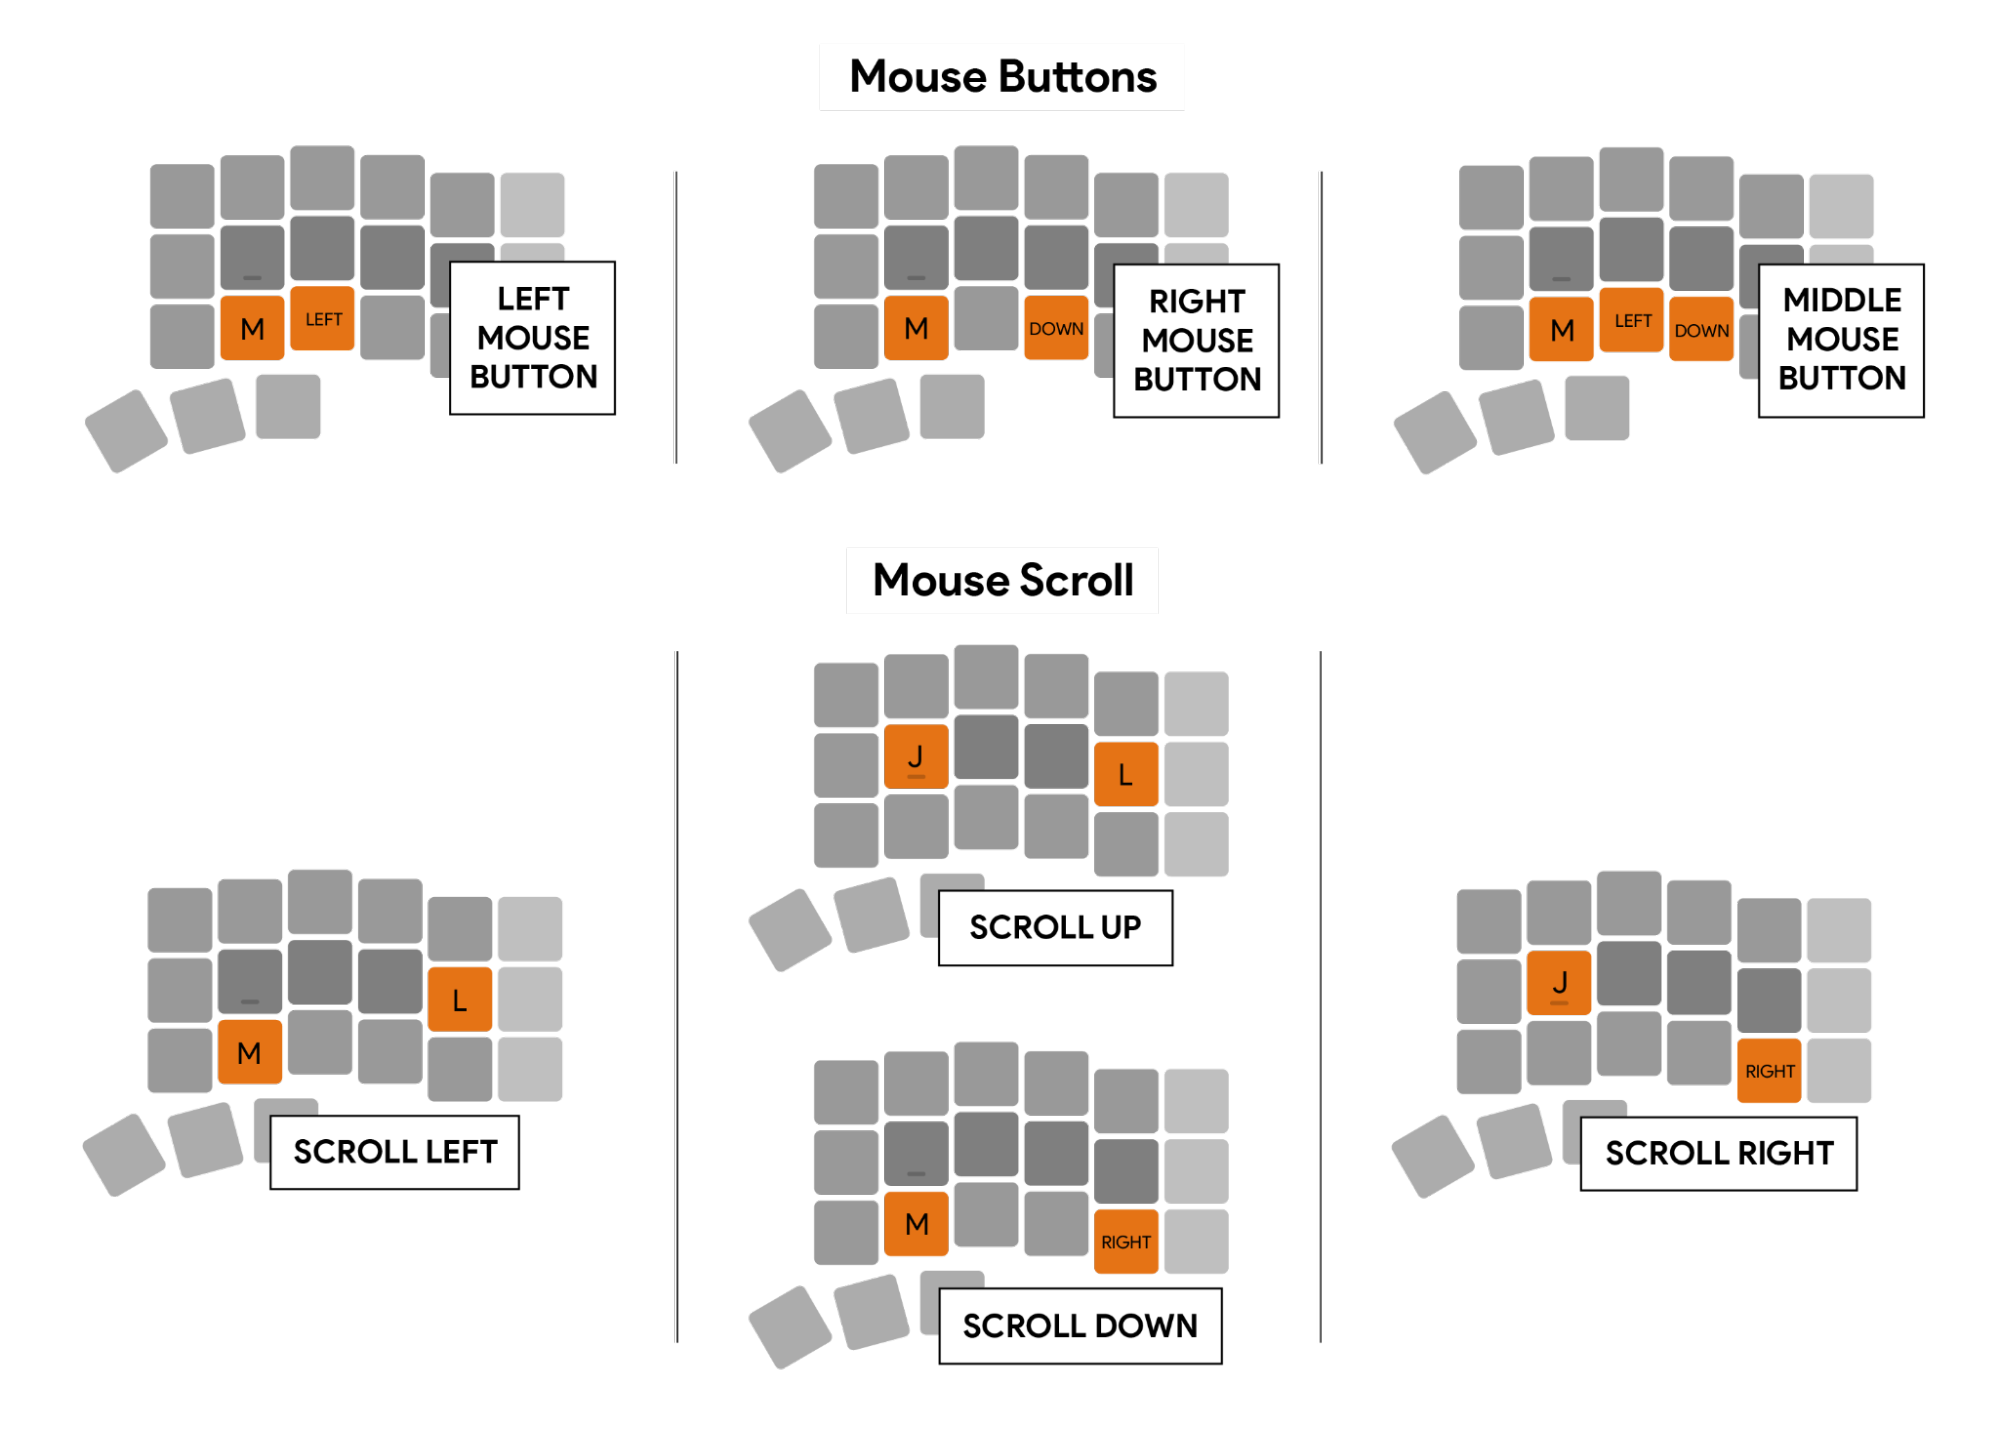 Mouse Buttons
M
LEFT
LEFT
MOUSE
BUTTON
M
DOWN
RIGHT
MOUSE
BUTTON
M
LEFT
DOWN
MIDDLE
MOUSE
BUTTON
Mouse Scroll
J
L
SCROLL UP
L
M
SCROLL LEFT
J
RIGHT
SCROLL RIGHT
M
RIGHT
SCROLL DOWN